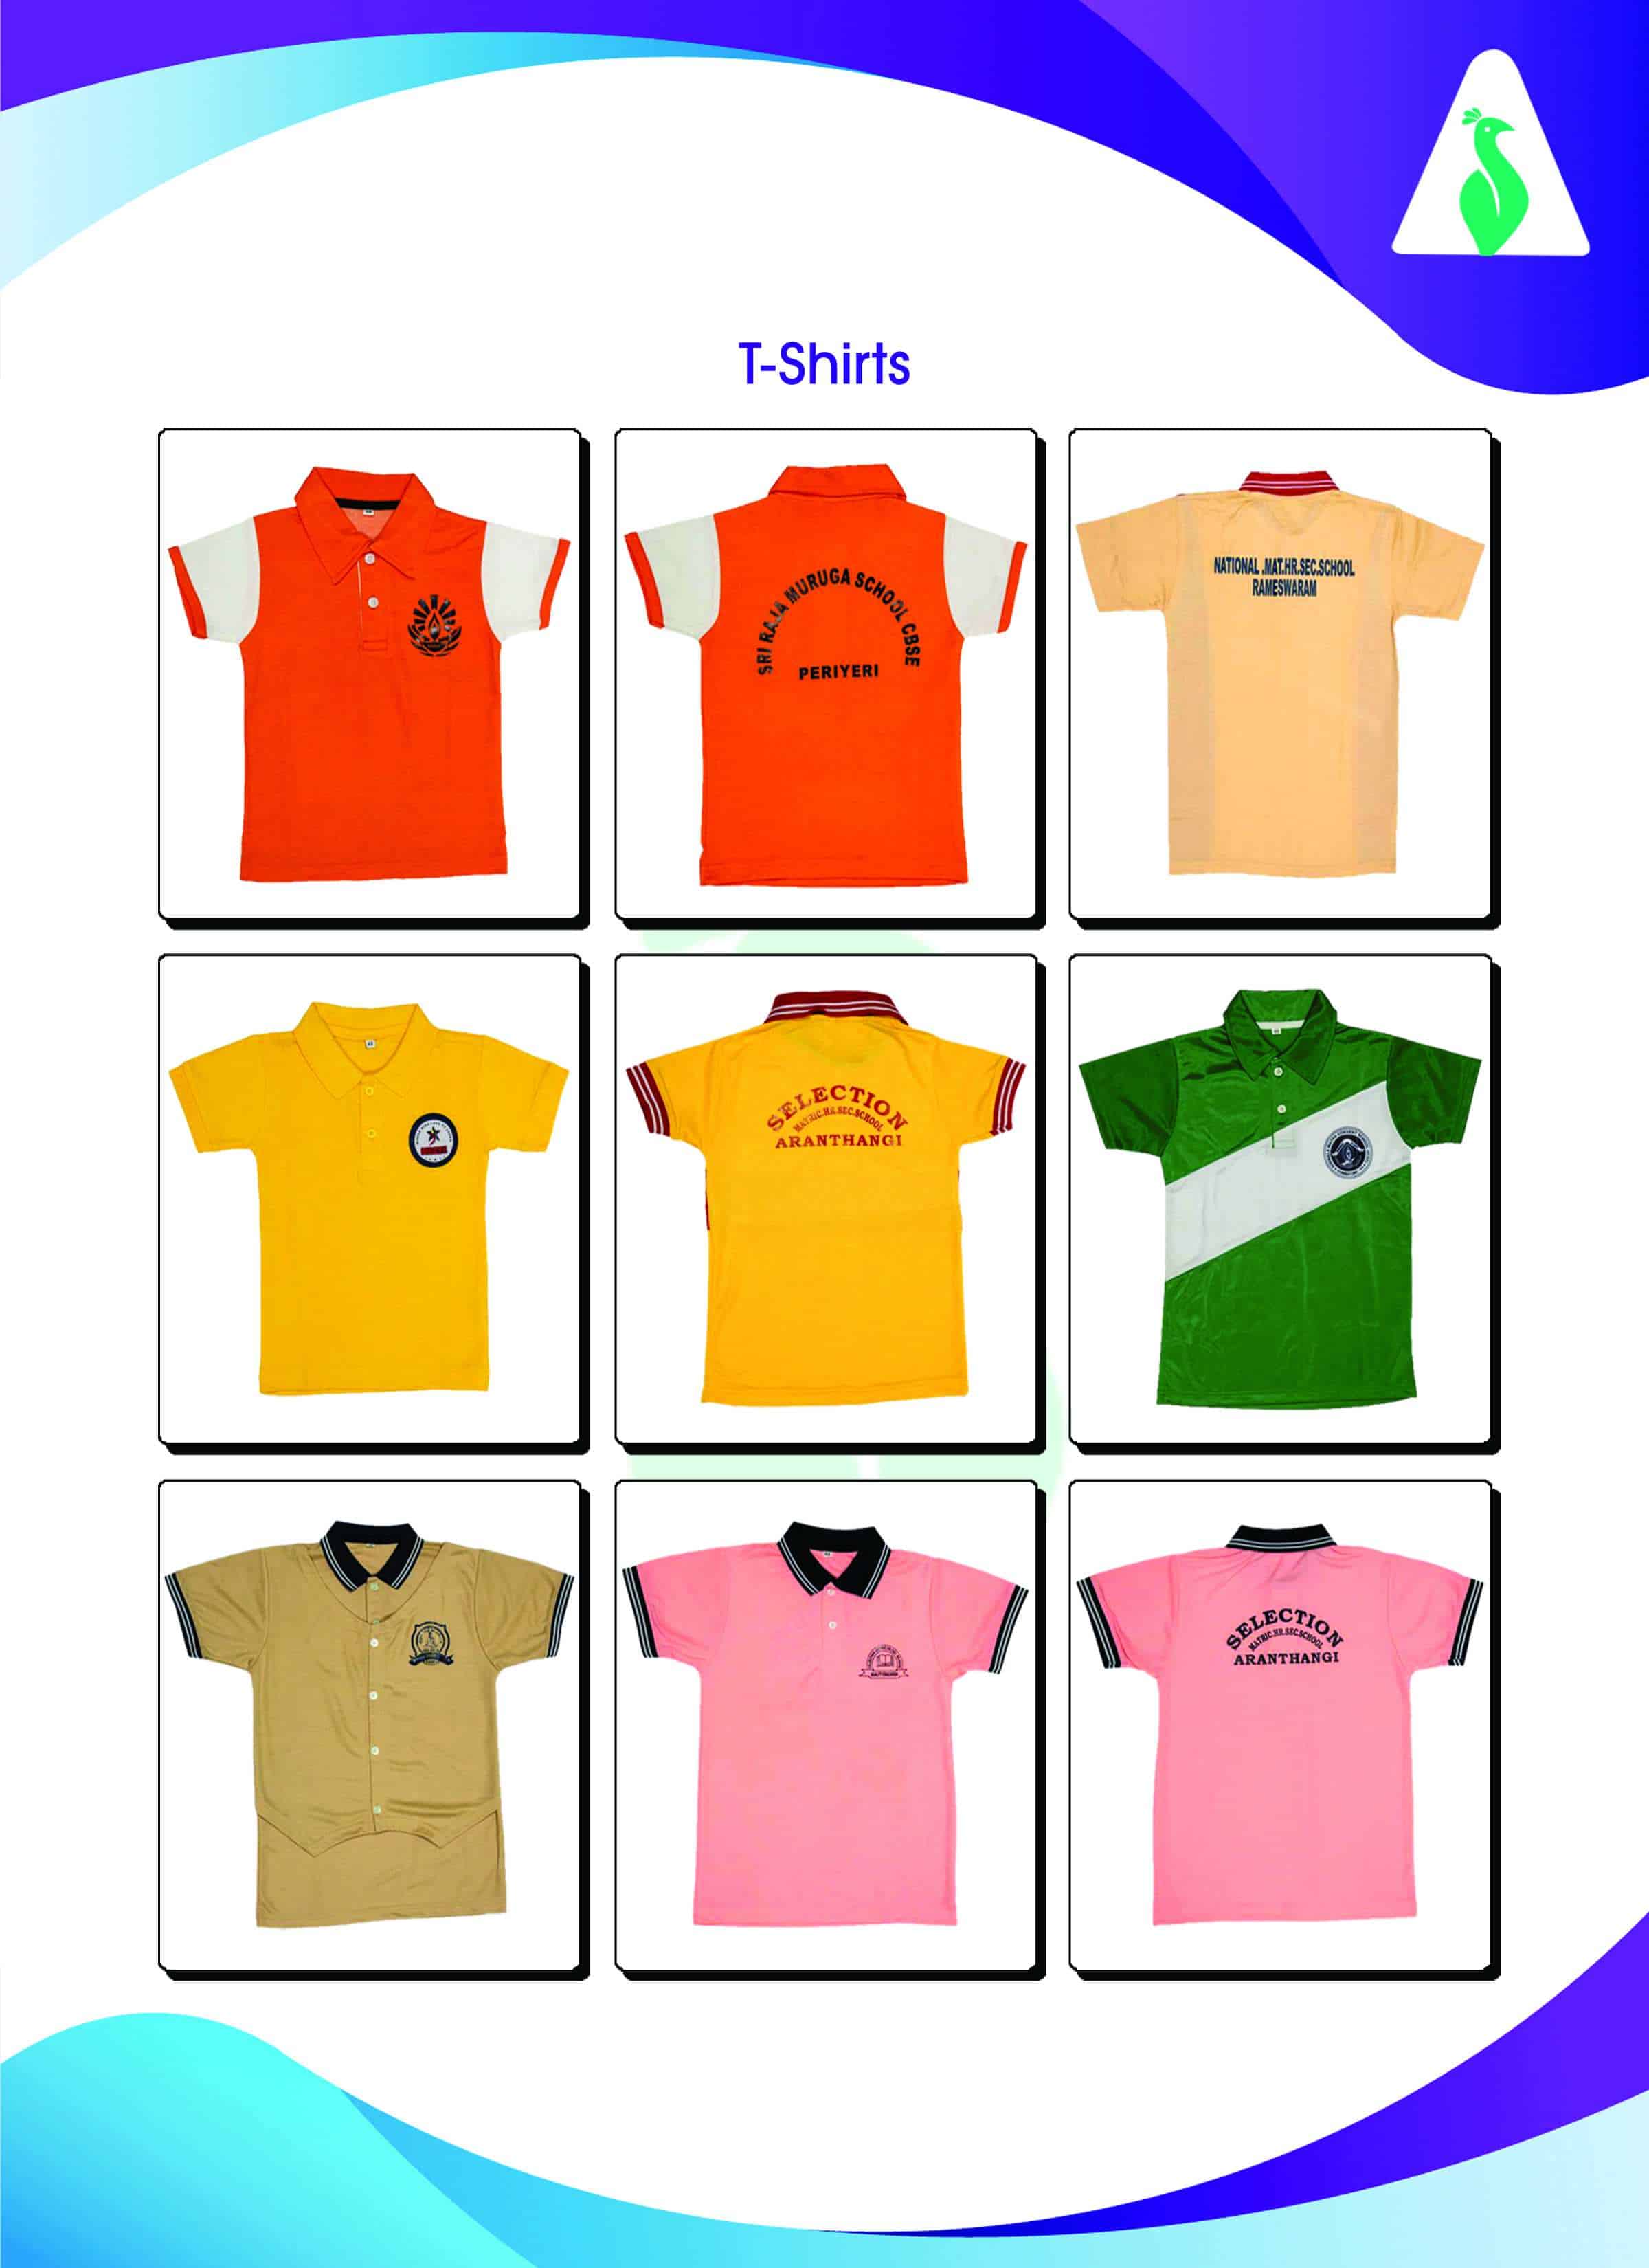 T-Shirts
SRI RAJA MURUGA SCHOOL CBSE
PERIYERI
NATIONAL .MAT.HR.SEC.SCHOOL
RAMESWARAM
SELECTION
MATRIC.HR.SEC.SCHOOL
ARANTHANGI
SELECTION
MATRIC.HR.SEC.SCHOOL
ARANTHANGI